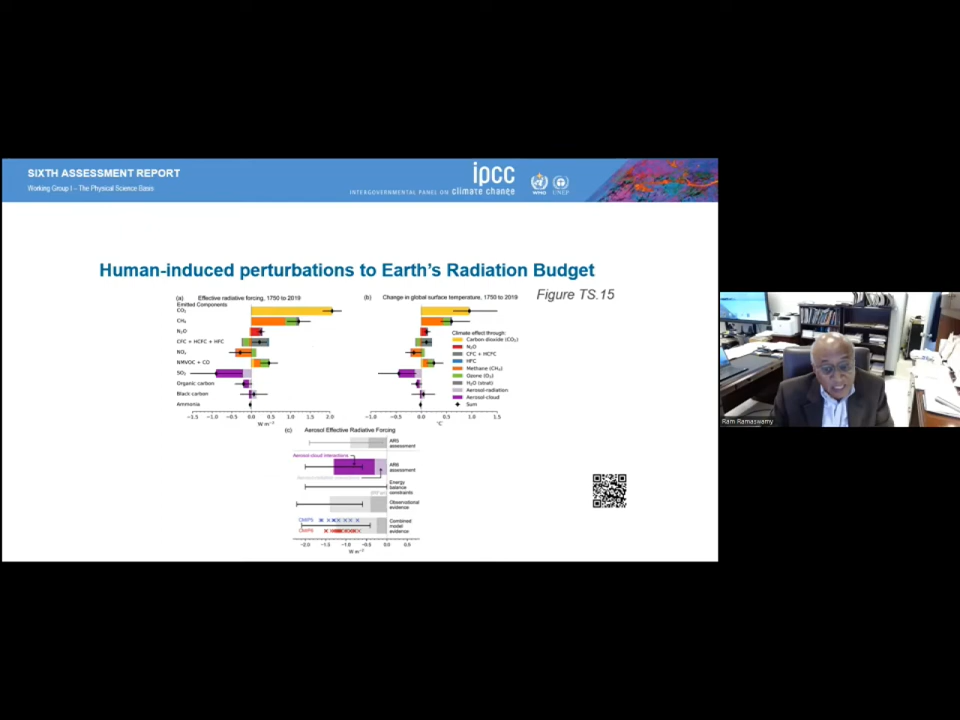 SIXTH ASSESSMENT REPORT
Working Group I – The Physical Science Basis
ipcc
INTERGOVERNMENTAL PANEL ON climate change
WMO
UNEP
Human-induced perturbations to Earth's Radiation Budget
Figure TS.15
(a) Effective radiative forcing, 1750 to 2019
Emitted Components
CO₂
CH₄
N₂O
CFC + HCFC + HFC
NOₓ
NMVOC + CO
SO₂
Organic carbon
Black carbon
Ammonia
−1.5 −1.0 −0.5 0.0 0.5 1.0 1.5 2.0
W m⁻²
(b) Change in global surface temperature, 1750 to 2019
Climate effect through:
Carbon dioxide (CO₂)
N₂O
CFC + HCFC
HFC
Methane (CH₄)
Ozone (O₃)
H₂O (strat)
Aerosol-radiation
Aerosol-cloud
Sum
−1.0 −0.5 0.0 0.5 1.0 1.5
°C
(c) Aerosol Effective Radiative Forcing
AR5
assessment
Aerosol-cloud interactions
AR6
assessment
Energy
balance
constraints
Observational
evidence
CMIP5
Combined
model
evidence
CMIP6
−2.0 −1.5 −1.0 −0.5 0.0 0.5
W m⁻²
Ram Ramaswamy